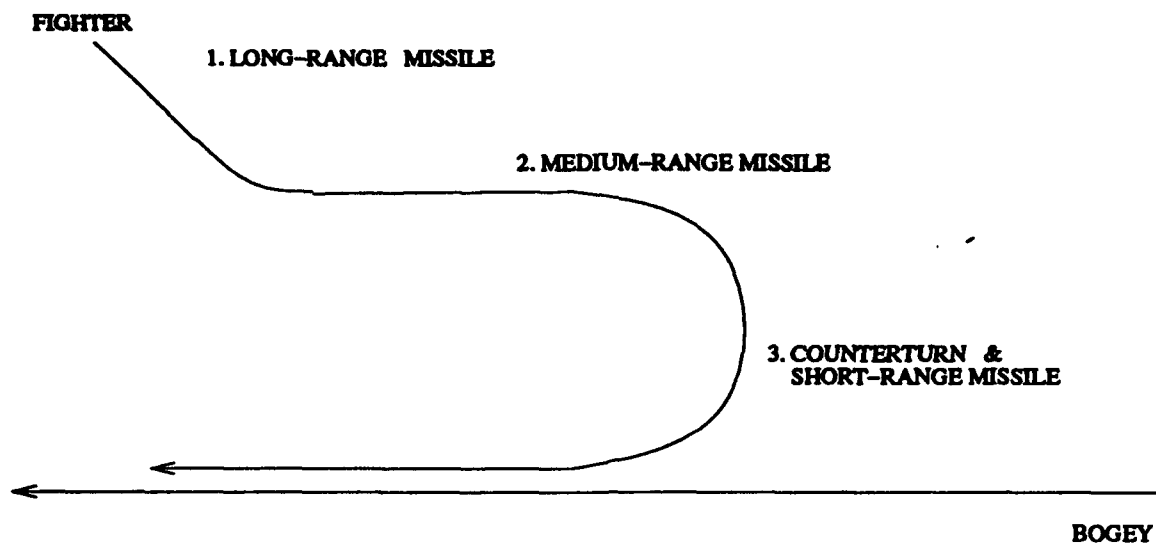 FIGHTER
1. LONG-RANGE MISSILE
2. MEDIUM-RANGE MISSILE
3. COUNTERTURN &
SHORT-RANGE MISSILE
BOGEY